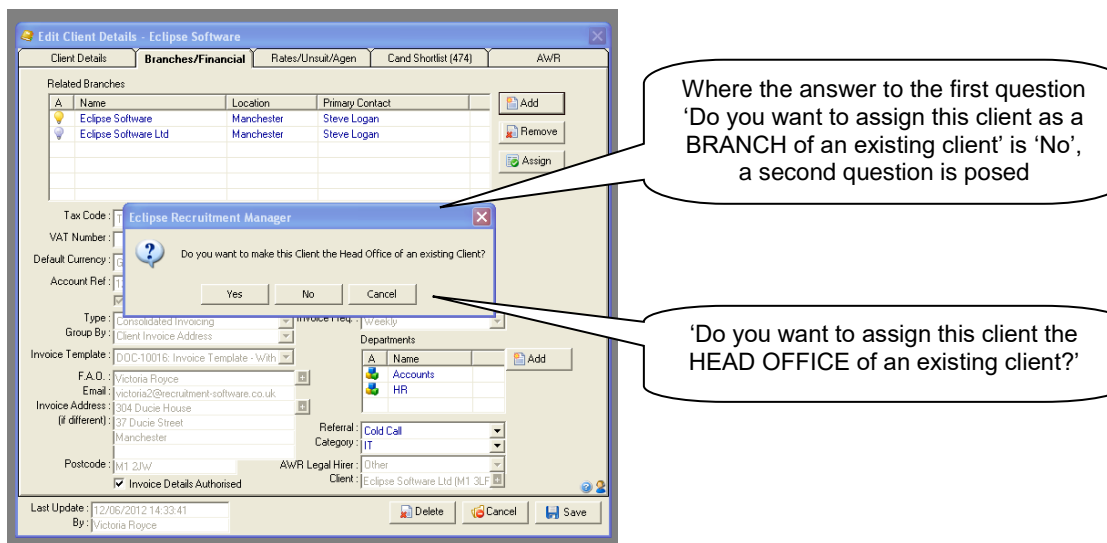 Edit Client Details - Eclipse Software
Client Details Branches/Financial Rates/Unsuit/Agen Cand Shortlist (474) AWR
Related Branches
A Name Location Primary Contact
Eclipse Software Manchester Steve Logan
Eclipse Software Ltd Manchester Steve Logan
Add
Remove
Assign
Where the answer to the first question
‘Do you want to assign this client as a
BRANCH of an existing client’ is ‘No’,
a second question is posed
Tax Code :
VAT Number :
Default Currency :
Account Ref :
Eclipse Recruitment Manager
Do you want to make this Client the Head Office of an existing Client?
Yes No Cancel
‘Do you want to assign this client the
HEAD OFFICE of an existing client?’
Type : Consolidated Invoicing Invoice Freq. : Weekly
Group By : Client Invoice Address
Invoice Template : DOC-10016: Invoice Template - With
F.A.O. : Victoria Royce
Email : victoria2@recruitment-software.co.uk
Invoice Address : 304 Ducie House
(if different) : 37 Ducie Street
Manchester
Postcode : M1 2JW
Invoice Details Authorised
Departments
A Name
Accounts
HR
Add
Referral : Cold Call
Category : IT
AWR Legal Hirer : Other
Client : Eclipse Software Ltd (M1 3LF
Last Update : 12/06/2012 14:33:41
By : Victoria Royce
Delete Cancel Save